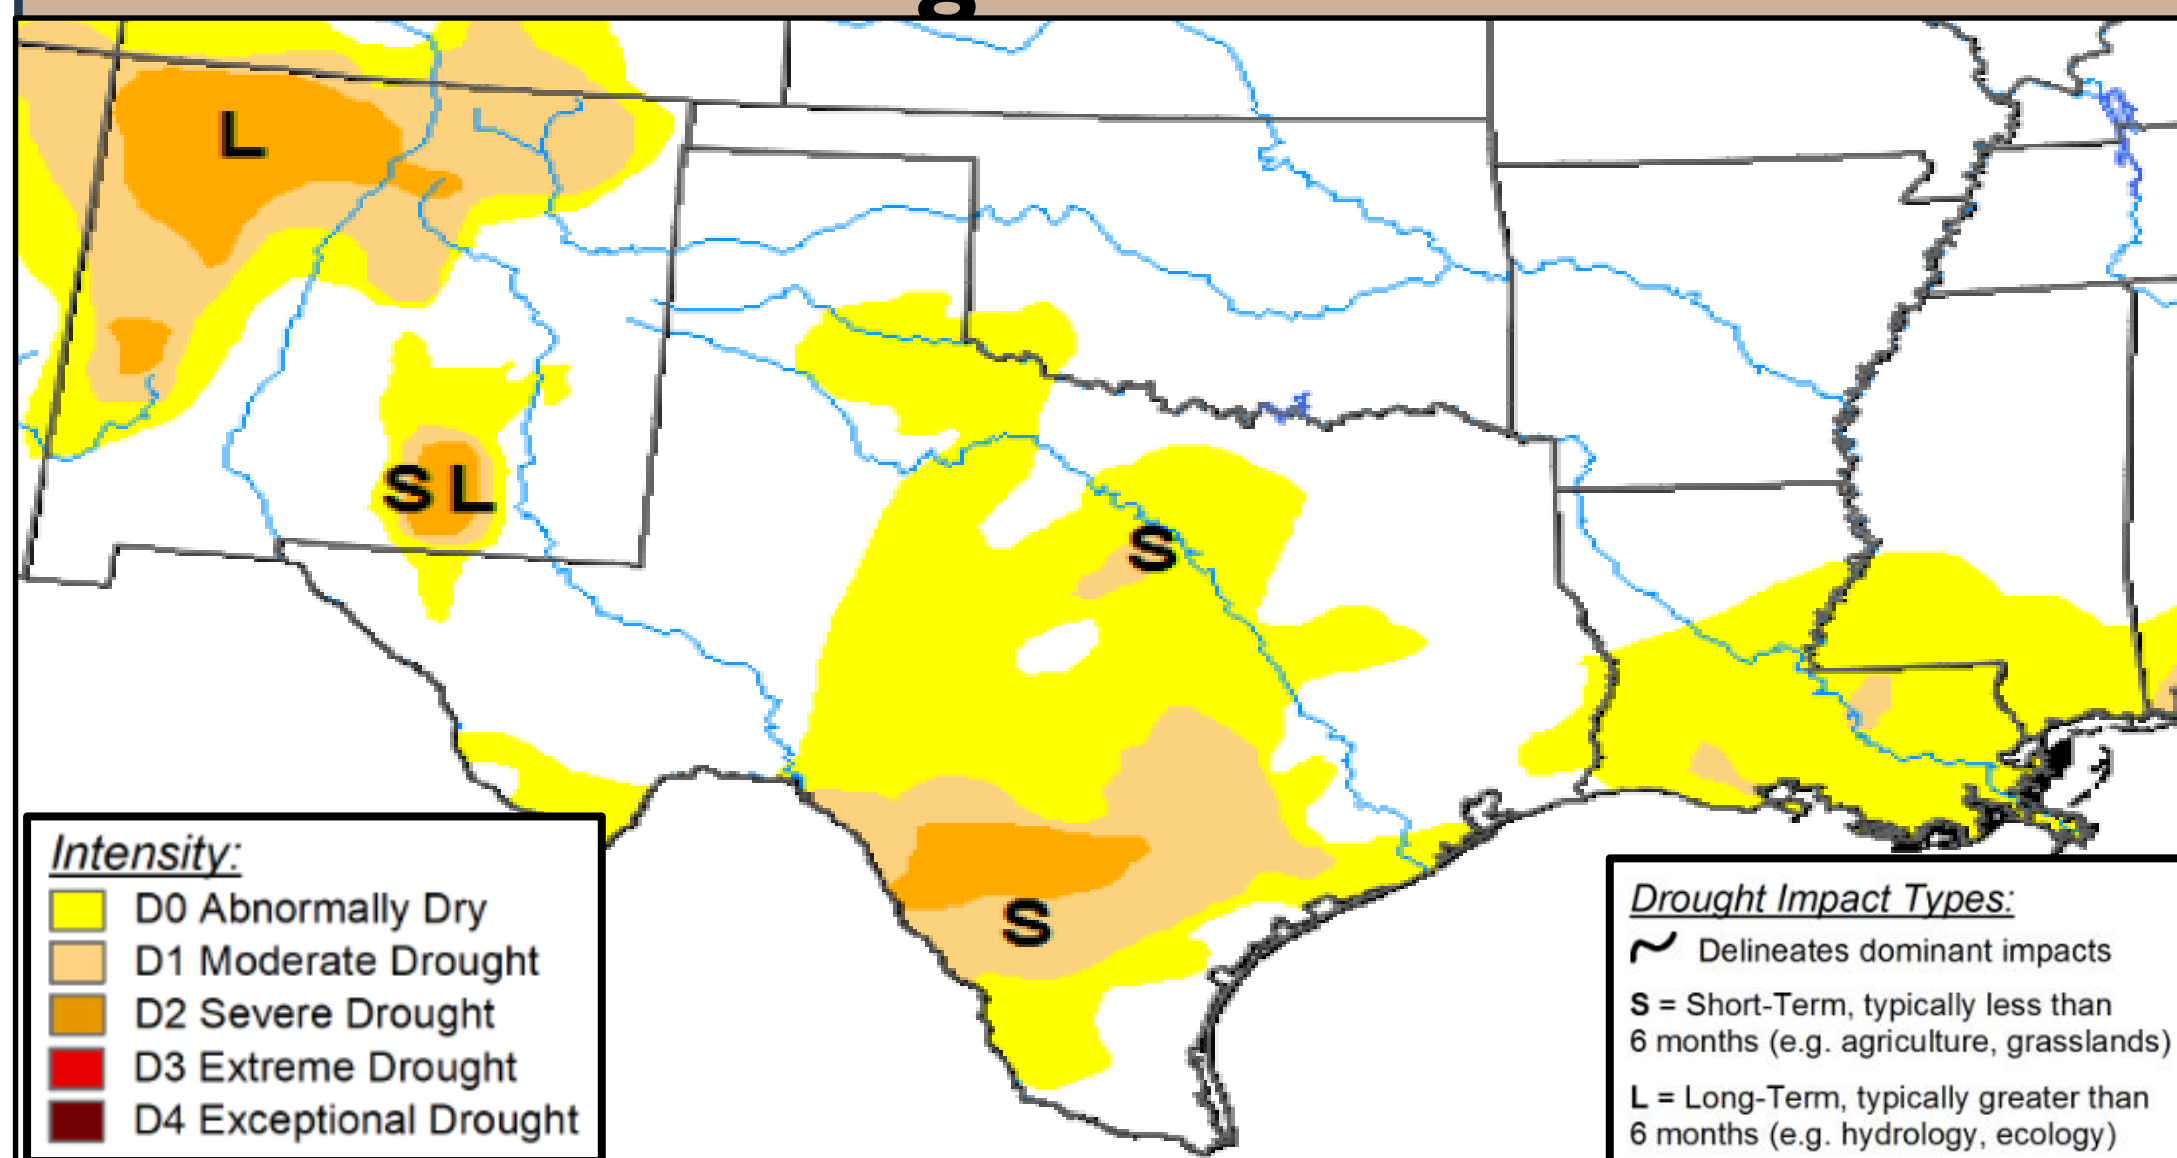 g
L
S L
S
S
Intensity:
D0 Abnormally Dry
D1 Moderate Drought
D2 Severe Drought
D3 Extreme Drought
D4 Exceptional Drought
Drought Impact Types:
Delineates dominant impacts
S = Short-Term, typically less than
6 months (e.g. agriculture, grasslands)
L = Long-Term, typically greater than
6 months (e.g. hydrology, ecology)